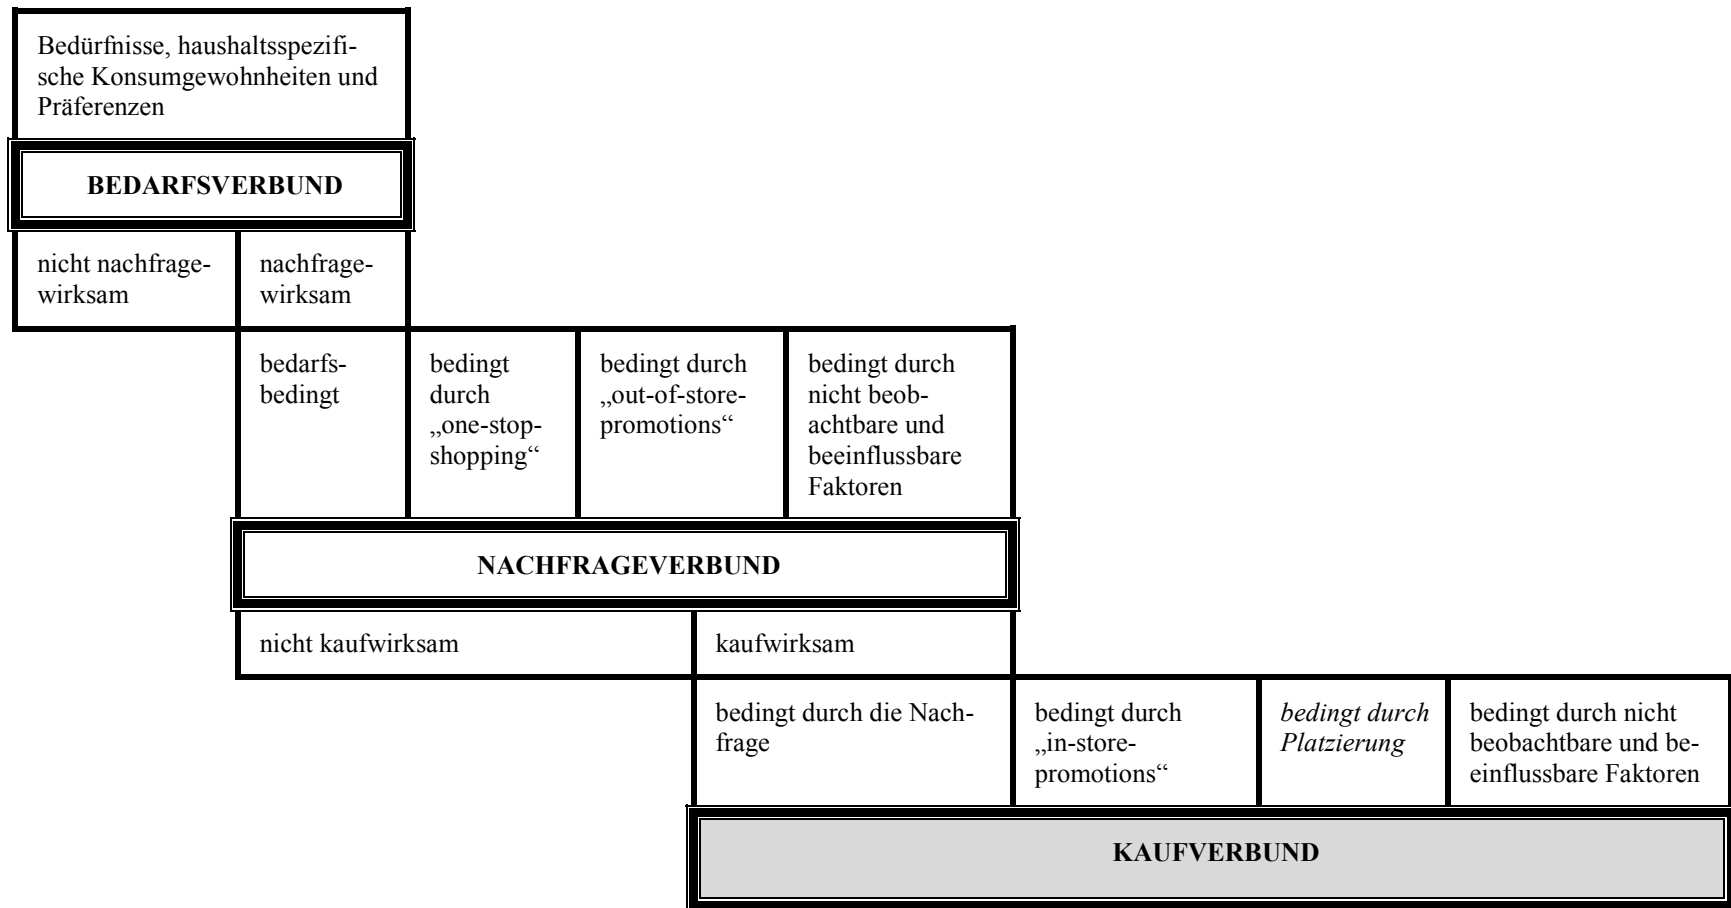 Bedürfnisse, haushaltsspezifi-
sche Konsumgewohnheiten und
Präferenzen
BEDARFSVERBUND
nicht nachfrage-
wirksam
nachfrage-
wirksam
bedarfs-
bedingt
bedingt
durch
„one-stop-
shopping“
bedingt durch
„out-of-store-
promotions“
bedingt durch
nicht beob-
achtbare und
beeinflussbare
Faktoren
NACHFRAGEVERBUND
nicht kaufwirksam
kaufwirksam
bedingt durch die Nach-
frage
bedingt durch
„in-store-
promotions“
bedingt durch
Platzierung
bedingt durch nicht
beobachtbare und be-
einflussbare Faktoren
KAUFVERBUND